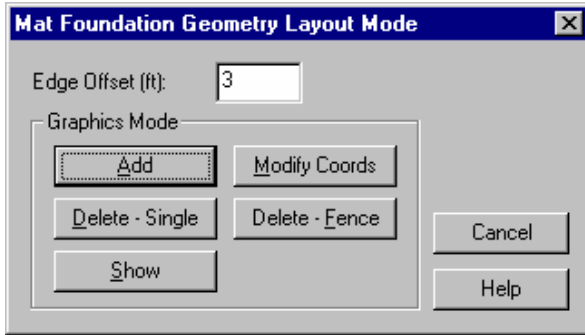 Mat Foundation Geometry Layout Mode
Edge Offset (ft): 3
Graphics Mode
Add Modify Coords
Delete - Single Delete - Fence
Cancel
Show
Help